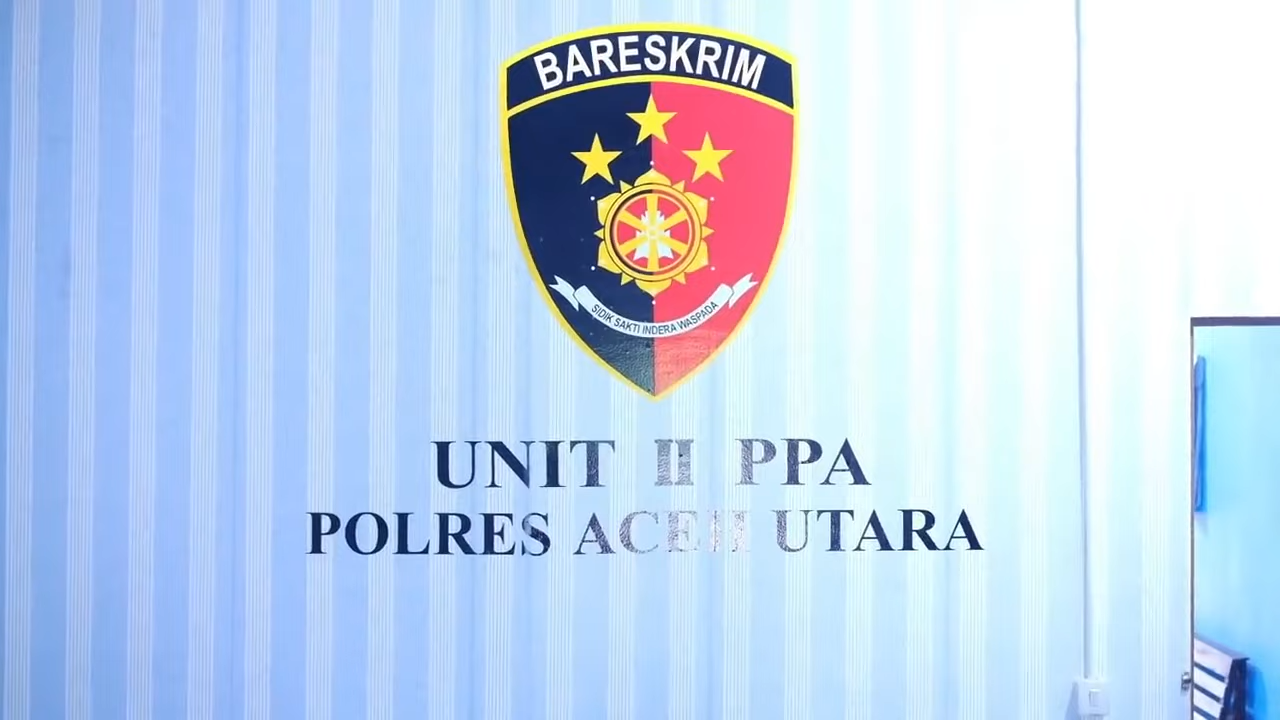 BARESKRIM
SIDIK SAKTI INDERA WASPADA
UNIT II PPA
POLRES ACEH UTARA